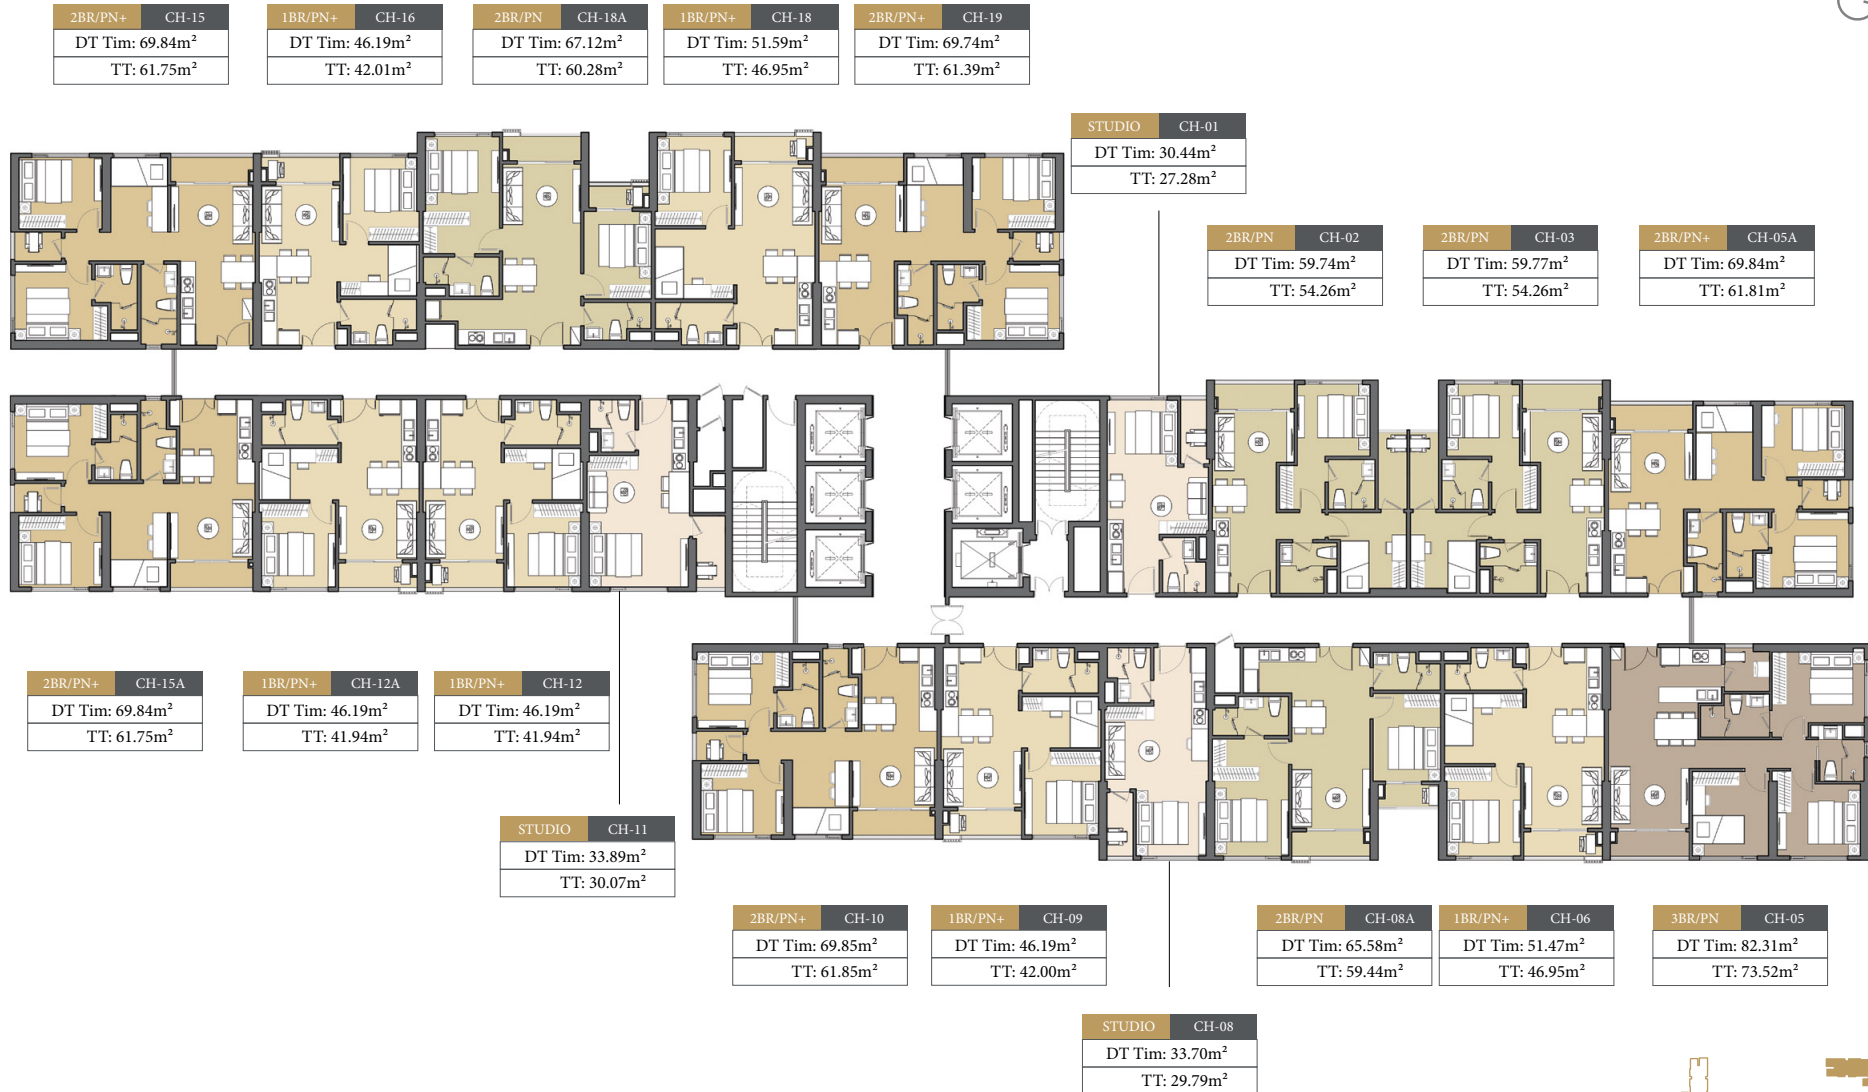 2BR/PN+ CH-15
DT Tim: 69.84m²
TT: 61.75m²
1BR/PN+ CH-16
DT Tim: 46.19m²
TT: 42.01m²
2BR/PN CH-18A
DT Tim: 67.12m²
TT: 60.28m²
1BR/PN+ CH-18
DT Tim: 51.59m²
TT: 46.95m²
2BR/PN+ CH-19
DT Tim: 69.74m²
TT: 61.39m²
STUDIO CH-01
DT Tim: 30.44m²
TT: 27.28m²
2BR/PN CH-02
DT Tim: 59.74m²
TT: 54.26m²
2BR/PN CH-03
DT Tim: 59.77m²
TT: 54.26m²
2BR/PN+ CH-05A
DT Tim: 69.84m²
TT: 61.81m²
2BR/PN+ CH-15A
DT Tim: 69.84m²
TT: 61.75m²
1BR/PN+ CH-12A
DT Tim: 46.19m²
TT: 41.94m²
1BR/PN+ CH-12
DT Tim: 46.19m²
TT: 41.94m²
STUDIO CH-11
DT Tim: 33.89m²
TT: 30.07m²
2BR/PN+ CH-10
DT Tim: 69.85m²
TT: 61.85m²
1BR/PN+ CH-09
DT Tim: 46.19m²
TT: 42.00m²
2BR/PN CH-08A
DT Tim: 65.58m²
TT: 59.44m²
1BR/PN+ CH-06
DT Tim: 51.47m²
TT: 46.95m²
3BR/PN CH-05
DT Tim: 82.31m²
TT: 73.52m²
STUDIO CH-08
DT Tim: 33.70m²
TT: 29.79m²